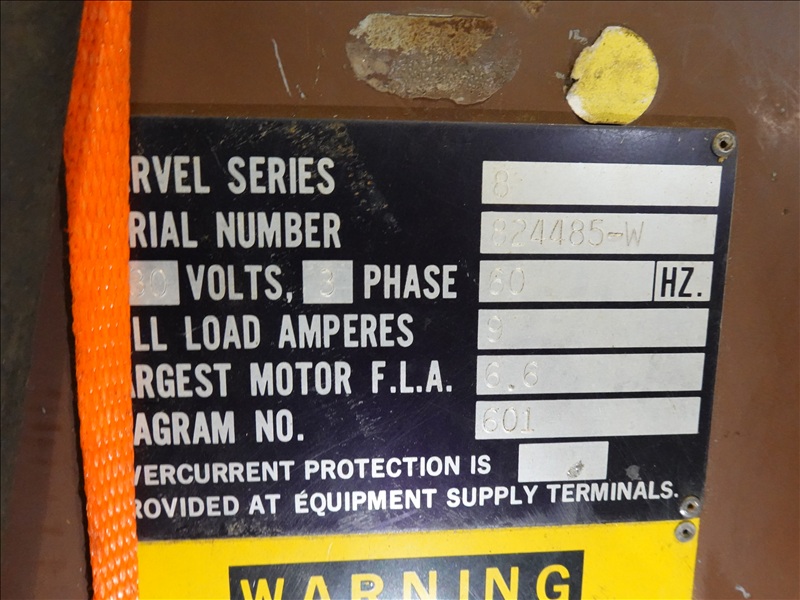 RVEL SERIES 8
RIAL NUMBER 824485-W
80 VOLTS, 3 PHASE 60 HZ.
LL LOAD AMPERES 9
ARGEST MOTOR F.L.A. 6.6
AGRAM NO. 601
VERCURRENT PROTECTION IS
ROVIDED AT EQUIPMENT SUPPLY TERMINALS.
WARNING